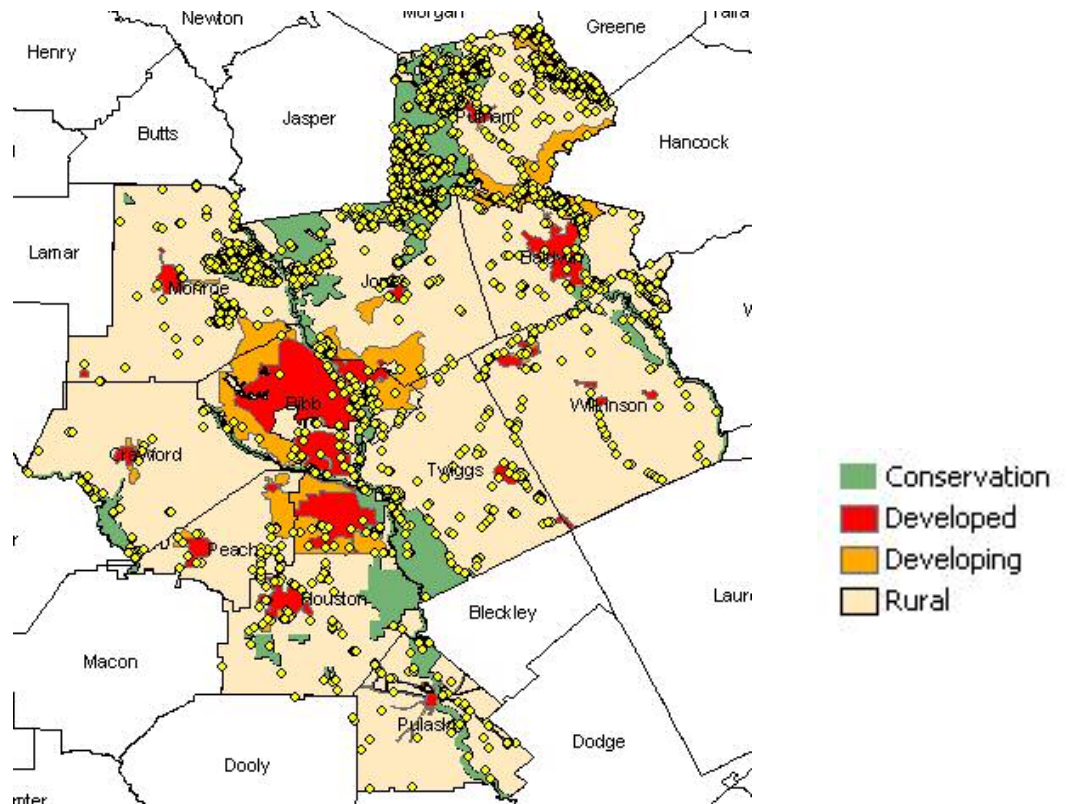 Newton
Morgan
Greene
Henry
Jasper
Butts
Putnam
Hancock
Lamar
Baldwin
Monroe
Jones
Bibb
Wilkinson
Crawford
Twiggs
Peach
Houston
Bleckley
Macon
Pulaski
Dodge
Dooly
Conservation
Developed
Developing
Rural